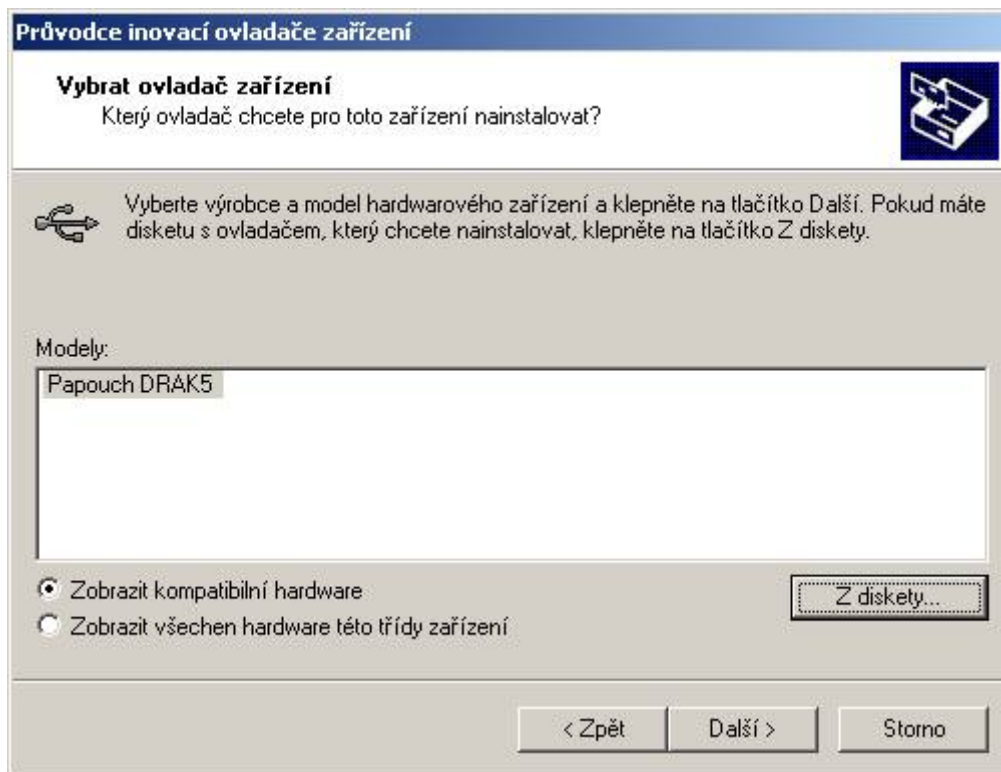 Průvodce inovací ovladače zařízení
Vybrat ovladač zařízení
Který ovladač chcete pro toto zařízení nainstalovat?
Vyberte výrobce a model hardwarového zařízení a klepněte na tlačítko Další. Pokud máte
disketu s ovladačem, který chcete nainstalovat, klepněte na tlačítko Z diskety.
Modely:
Papouch DRAK5
Zobrazit kompatibilní hardware
Z diskety...
Zobrazit všechen hardware této třídy zařízení
< Zpět
Další >
Storno